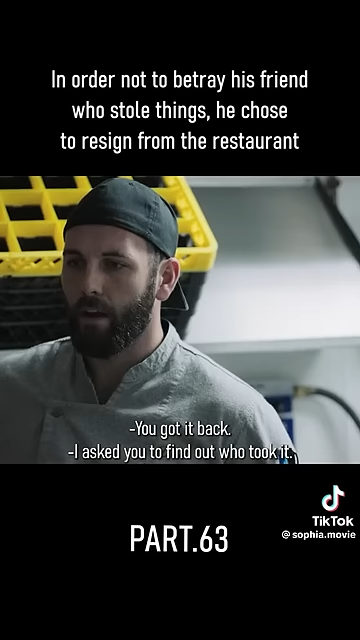 In order not to betray his friend
who stole things, he chose
to resign from the restaurant
-You got it back.
-I asked you to find out who took it.
TikTok
@sophia.movie
PART.63